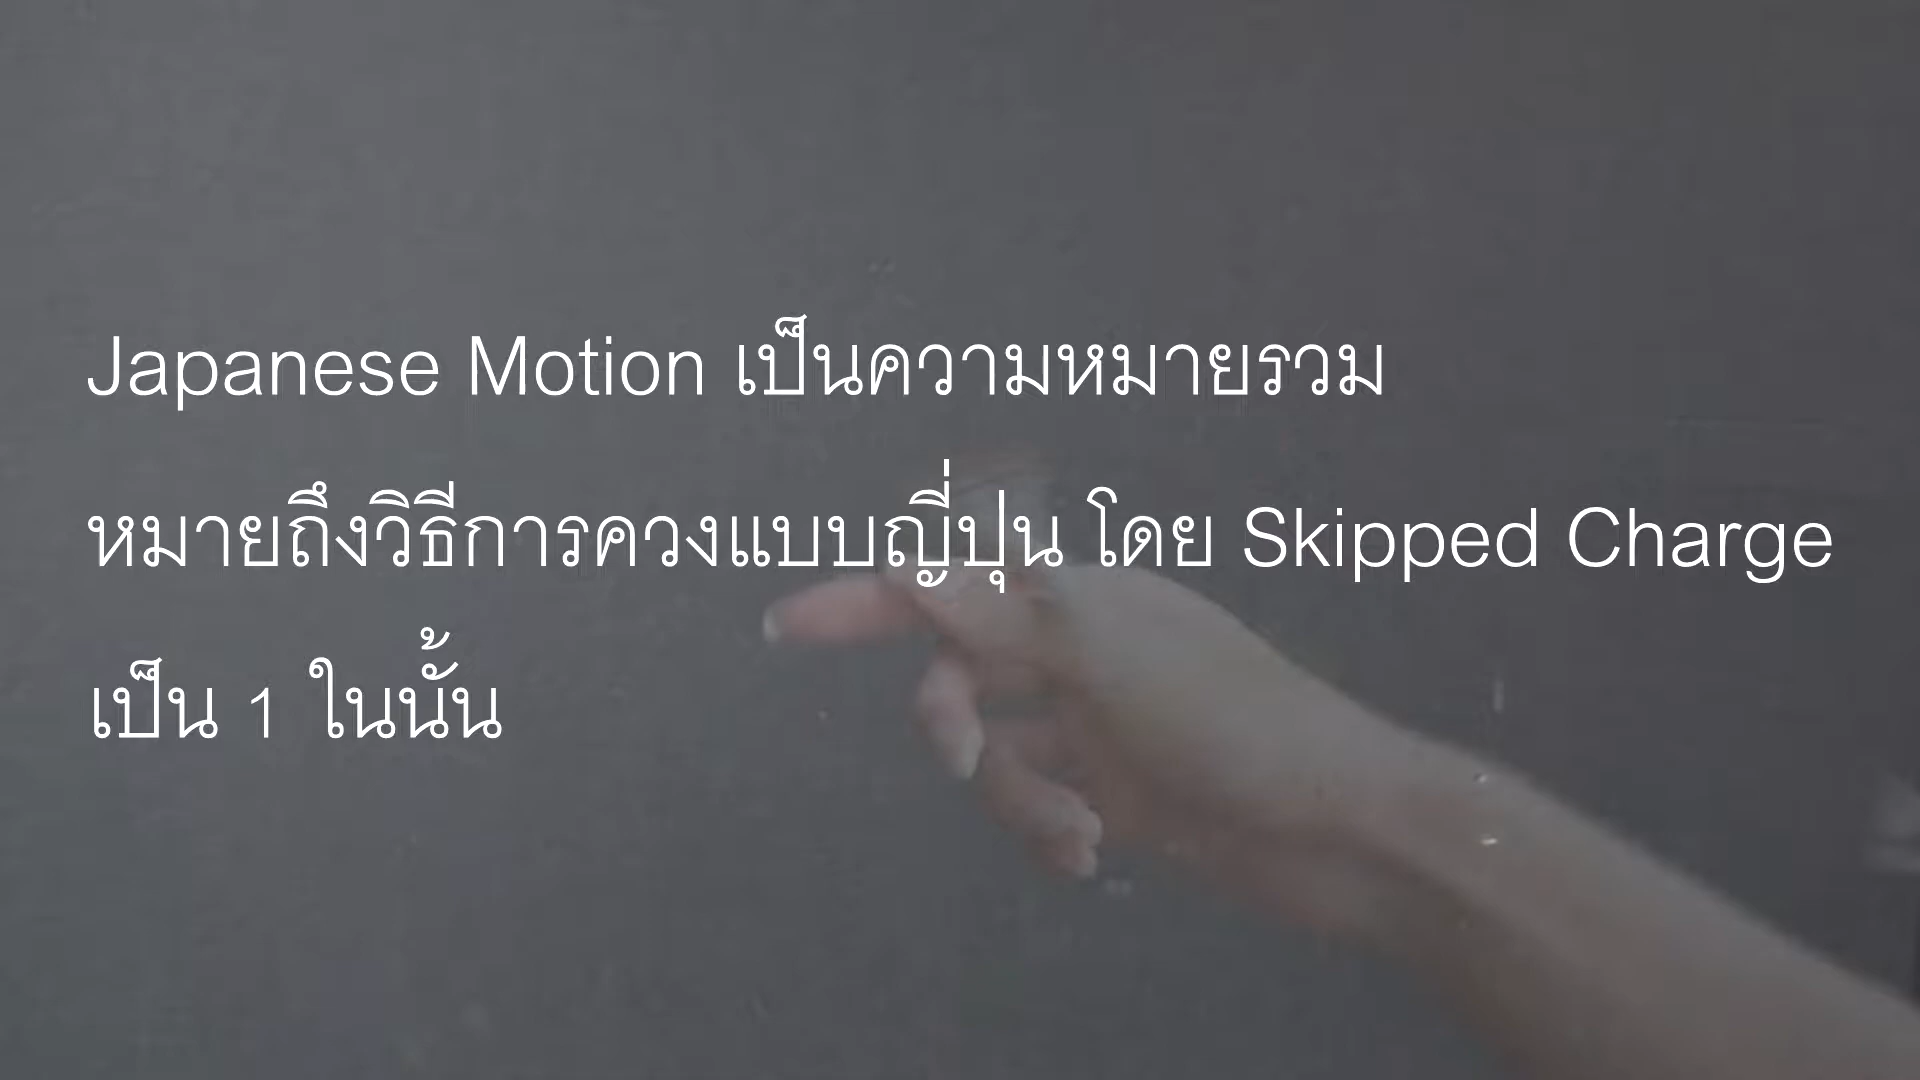 Japanese Motion เป็นความหมายรวม
หมายถึงวิธีการควงแบบญี่ปุ่น โดย Skipped Charge
เป็น 1 ในนั้น